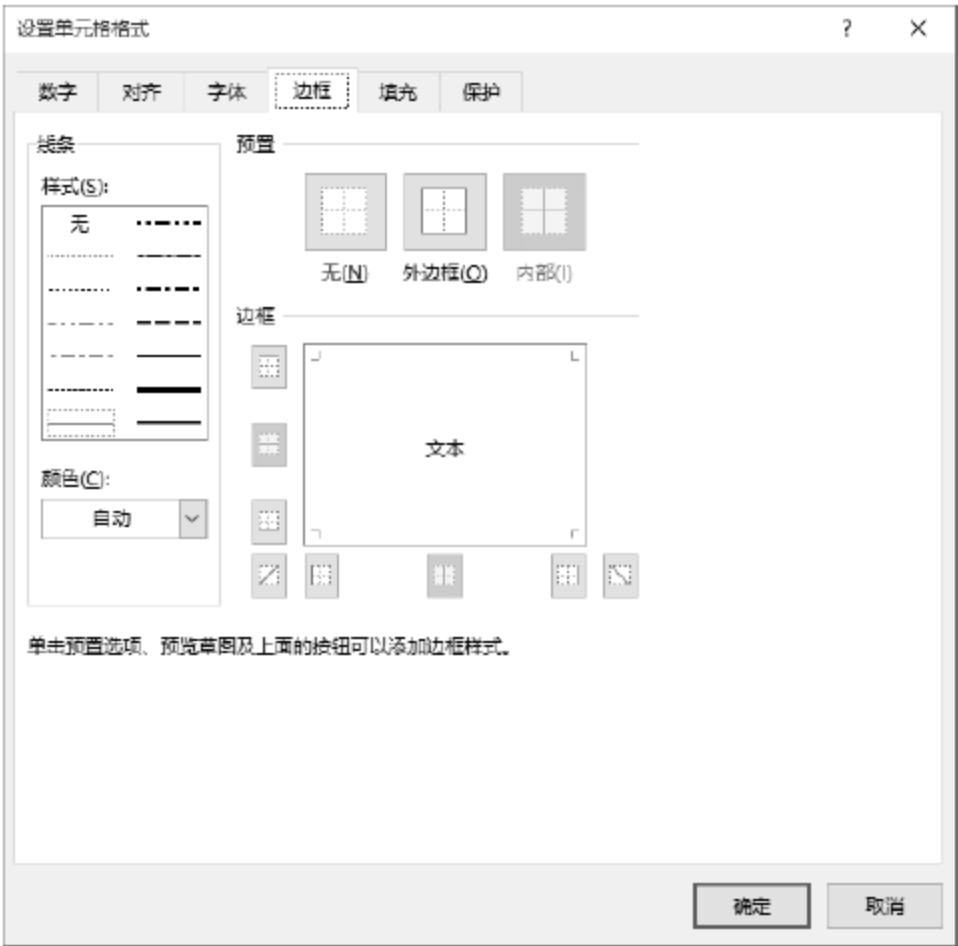 设置单元格格式 ? ×
数字 对齐 字体 边框 填充 保护
线条
样式(S):
无
颜色(C):
自动
预置
无(N) 外边框(O) 内部(I)
边框
文本
单击预置选项、预览草图及上面的按钮可以添加边框样式。
确定 取消